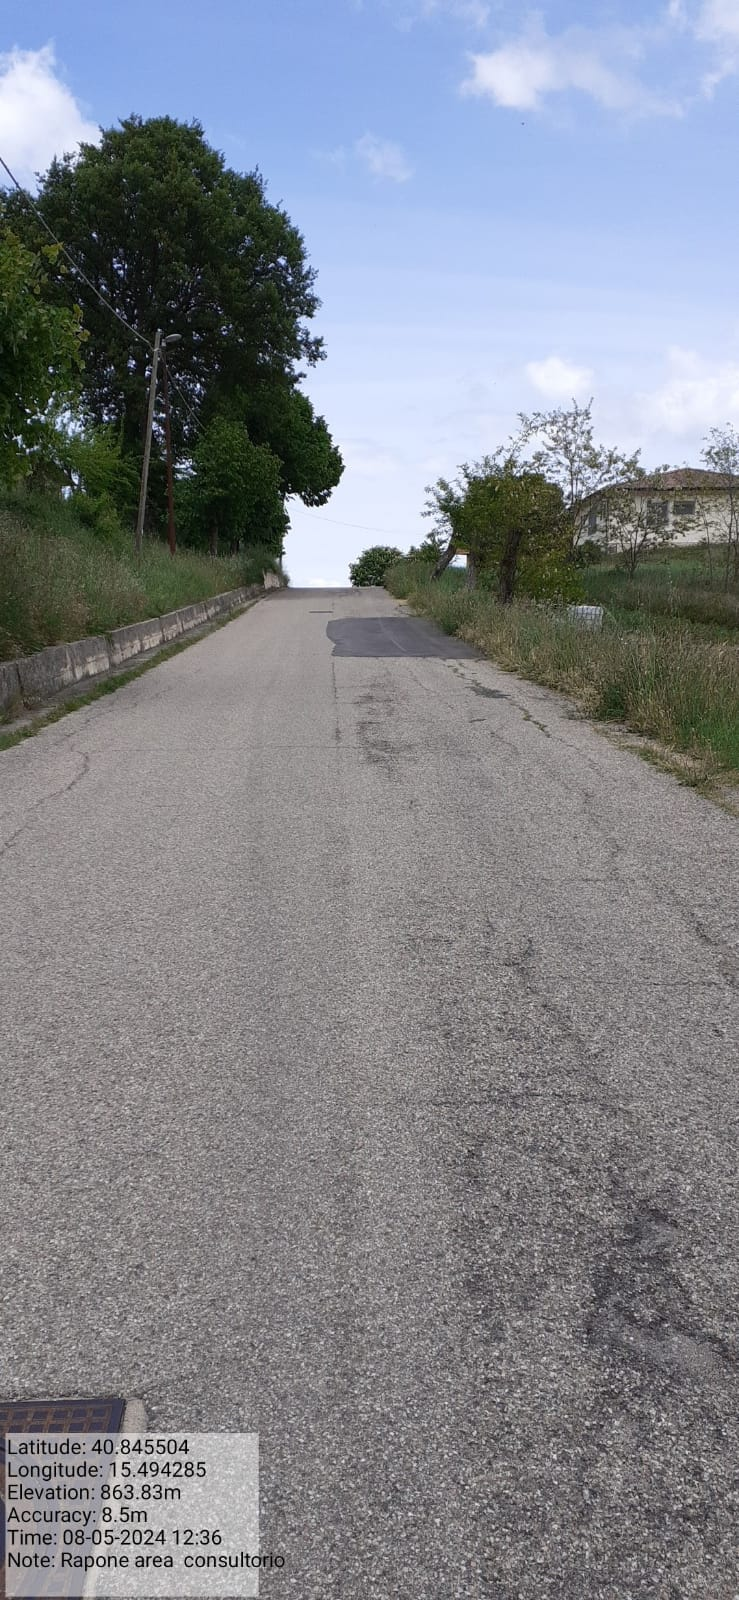 Latitude: 40.845504
Longitude: 15.494285
Elevation: 863.83m
Accuracy: 8.5m
Time: 08-05-2024 12:36
Note: Rapone area consultorio